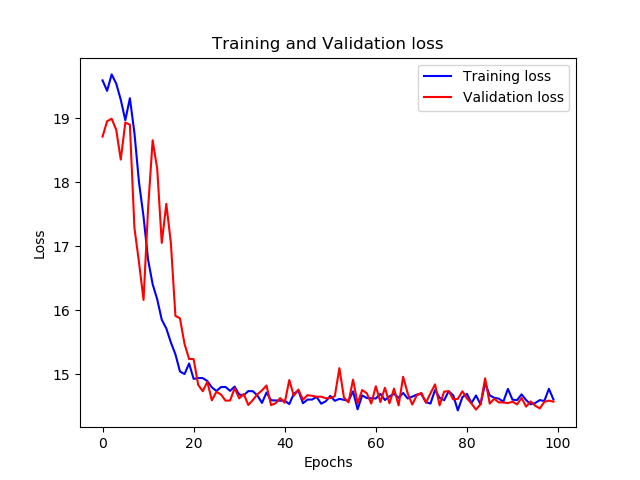 Training and Validation loss
Training loss
Validation loss
Loss
19
18
17
16
15
0 20 40 60 80 100
Epochs